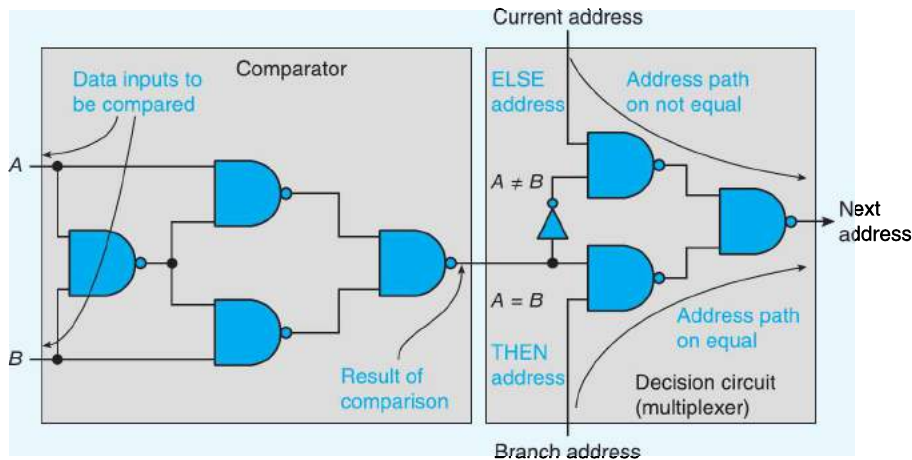 Current address
Comparator
Data inputs to
be compared
ELSE
address
Address path
on not equal
A
A ≠ B
Next
address
A = B
B
THEN
address
Address path
on equal
Result of
comparison
Decision circuit
(multiplexer)
Branch address